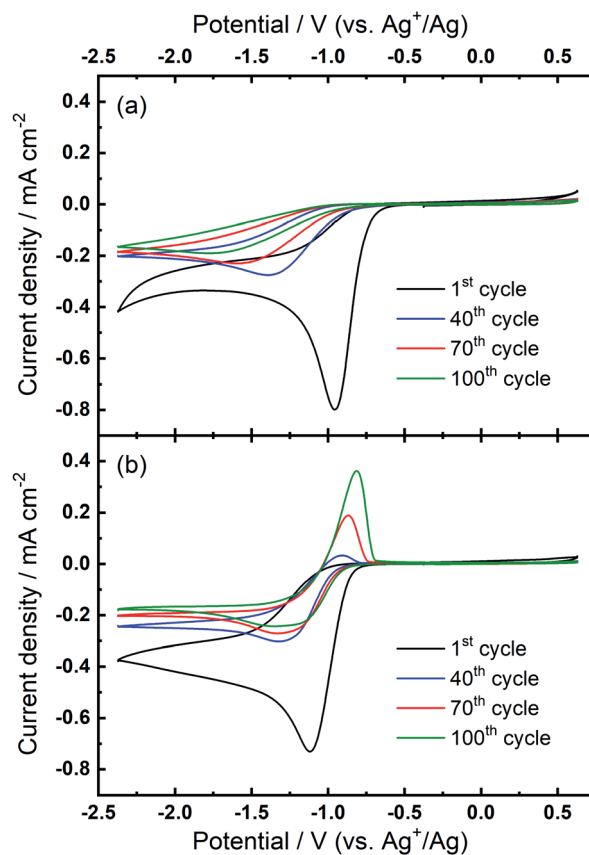 Potential / V (vs. Ag⁺/Ag)
-2.5 -2.0 -1.5 -1.0 -0.5 0.0 0.5
(a)
Current density / mA cm⁻²
0.4
0.2
0.0
-0.2
-0.4
-0.6
-0.8
1ˢᵗ cycle
40ᵗʰ cycle
70ᵗʰ cycle
100ᵗʰ cycle
(b)
Current density / mA cm⁻²
0.4
0.2
0.0
-0.2
-0.4
-0.6
-0.8
1ˢᵗ cycle
40ᵗʰ cycle
70ᵗʰ cycle
100ᵗʰ cycle
-2.5 -2.0 -1.5 -1.0 -0.5 0.0 0.5
Potential / V (vs. Ag⁺/Ag)